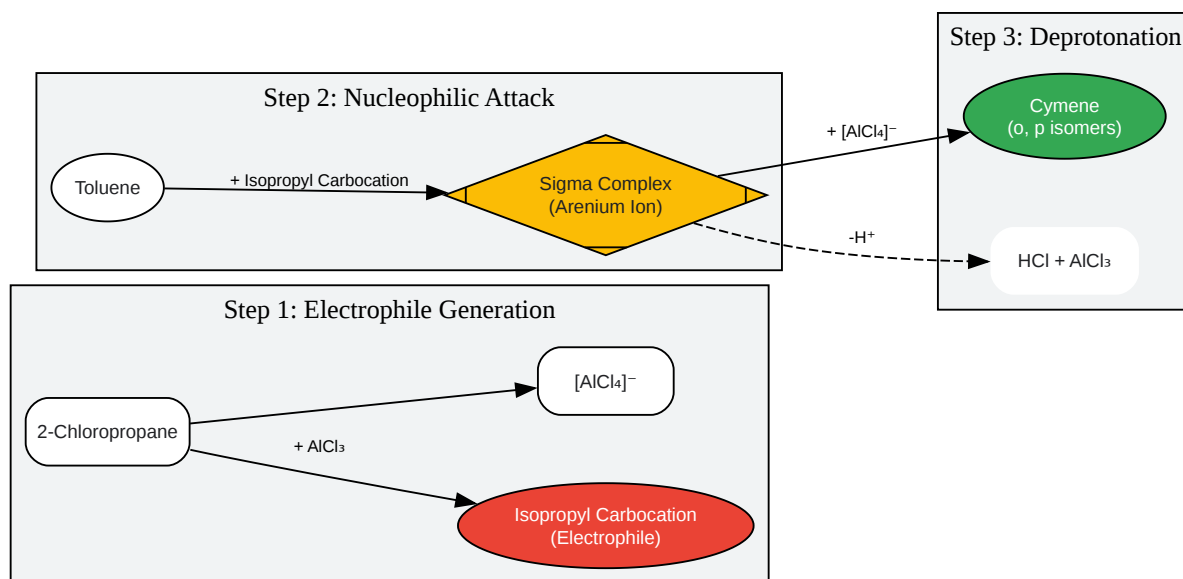 Step 3: Deprotonation
Cymene
(o, p isomers)
HCl + AlCl₃
Step 2: Nucleophilic Attack
Toluene
+ Isopropyl Carbocation
Sigma Complex
(Arenium Ion)
+ [AlCl₄]⁻
-H⁺
Step 1: Electrophile Generation
2-Chloropropane
+ AlCl₃
[AlCl₄]⁻
Isopropyl Carbocation
(Electrophile)